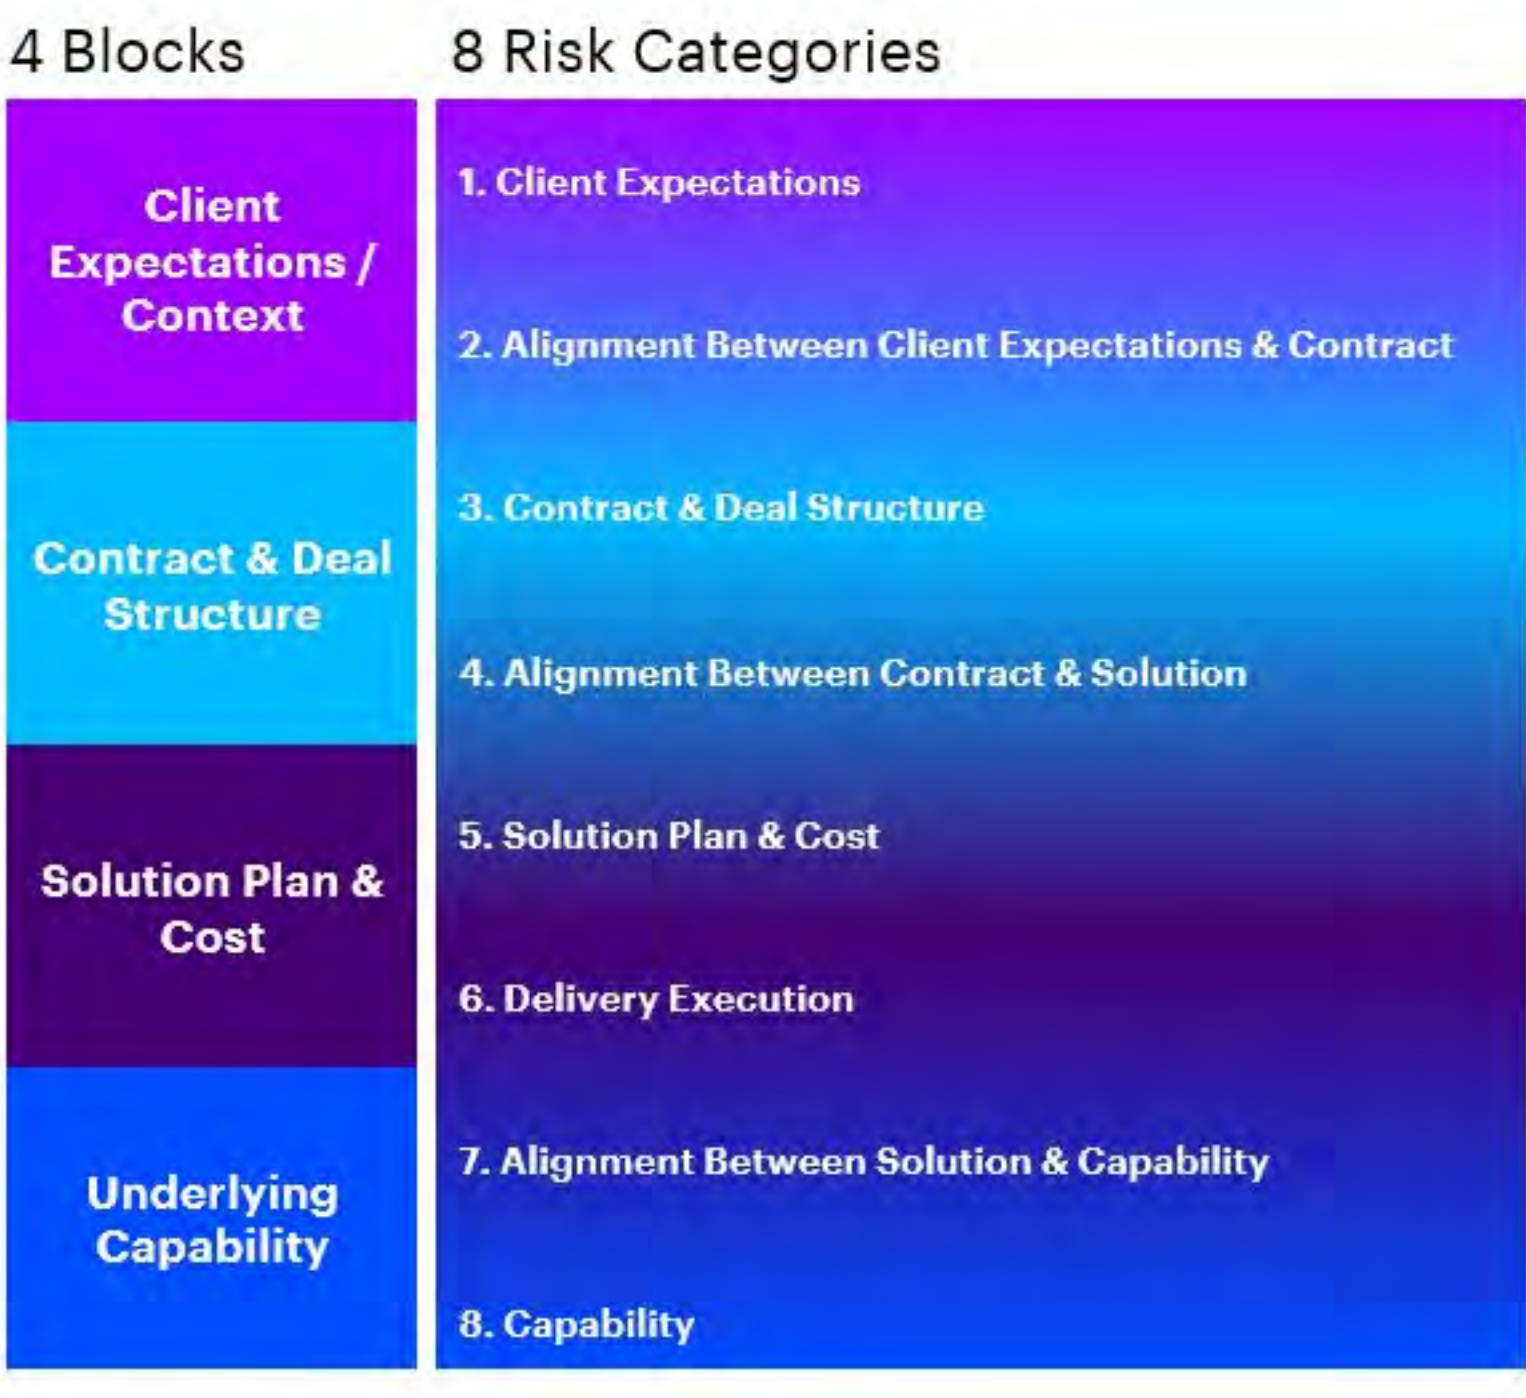 4 Blocks
8 Risk Categories
Client
Expectations /
Context
Contract & Deal
Structure
Solution Plan &
Cost
Underlying
Capability
1. Client Expectations
2. Alignment Between Client Expectations & Contract
3. Contract & Deal Structure
4. Alignment Between Contract & Solution
5. Solution Plan & Cost
6. Delivery Execution
7. Alignment Between Solution & Capability
8. Capability